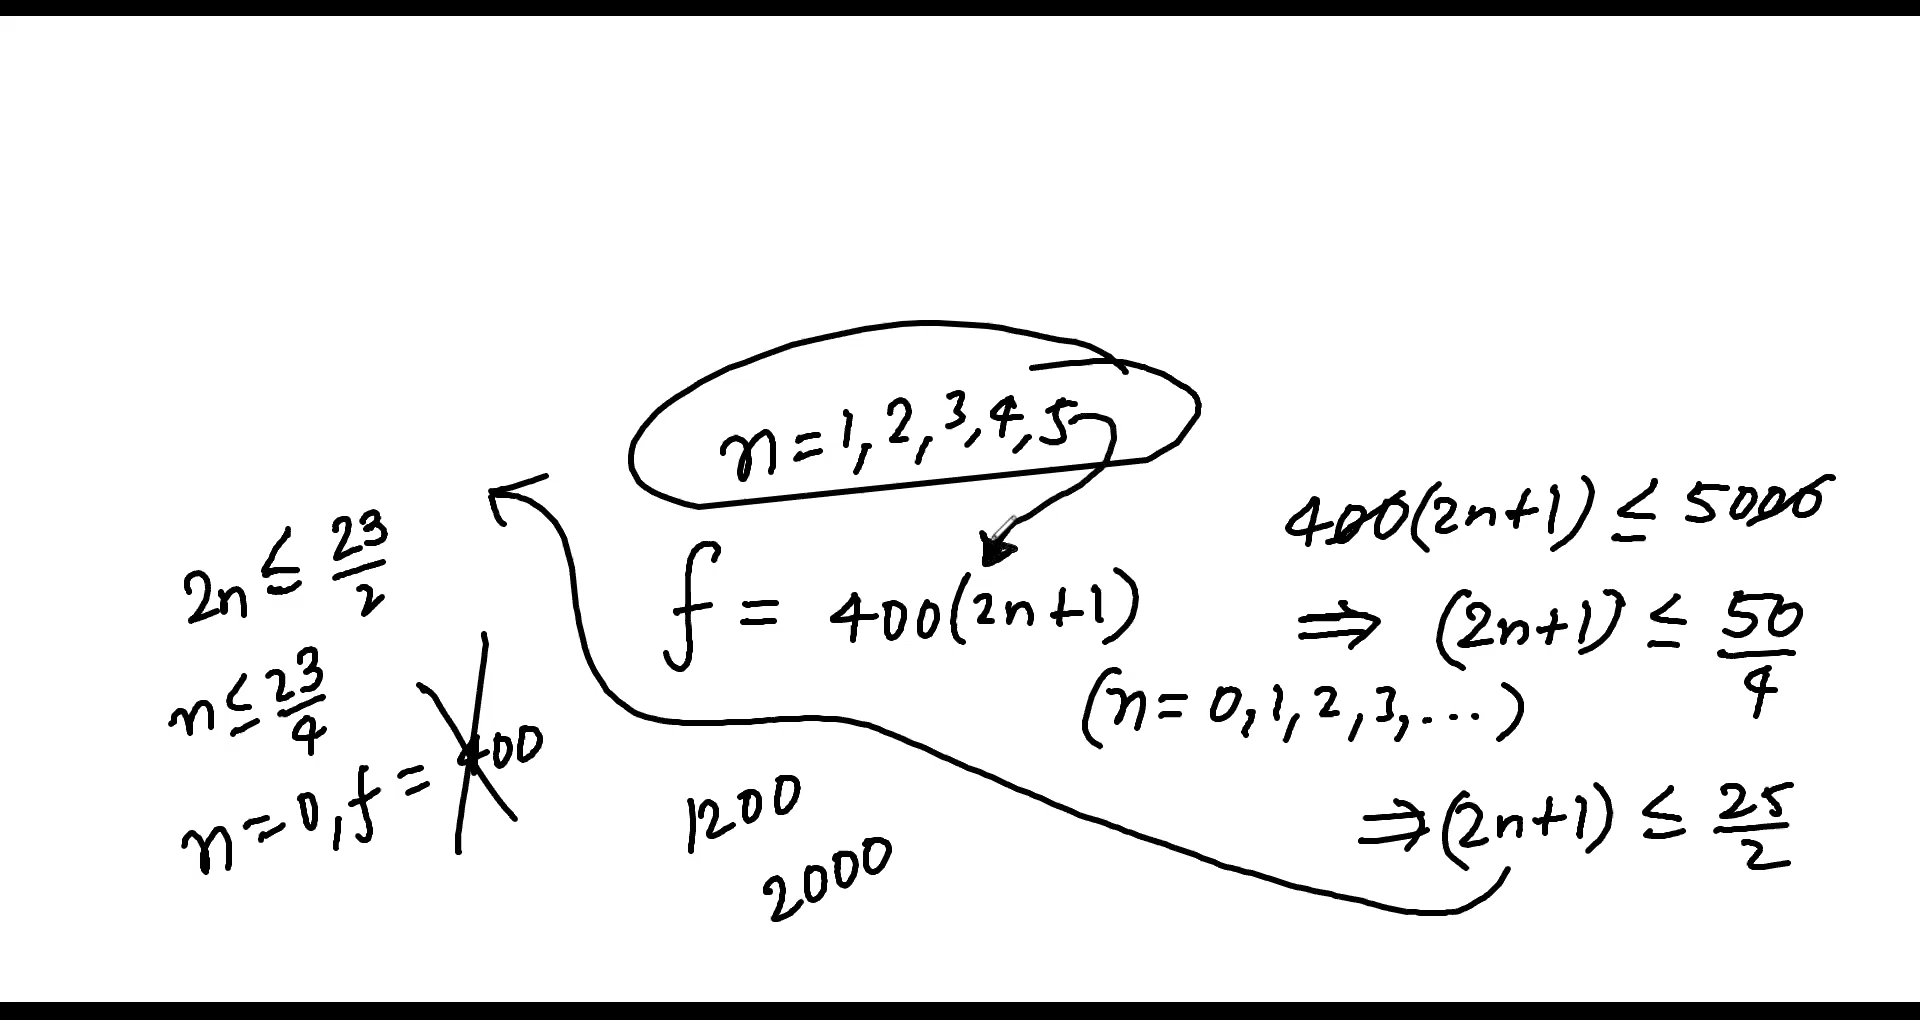 n = 1, 2, 3, 4, 5
f = 400(2n+1)
(n = 0, 1, 2, 3, ...)
400(2n+1) ≤ 5000
⇒ (2n+1) ≤ 50/4
⇒ (2n+1) ≤ 25/2
2n ≤ 23/2
n ≤ 23/4
n = 0, f = 400
1200
2000